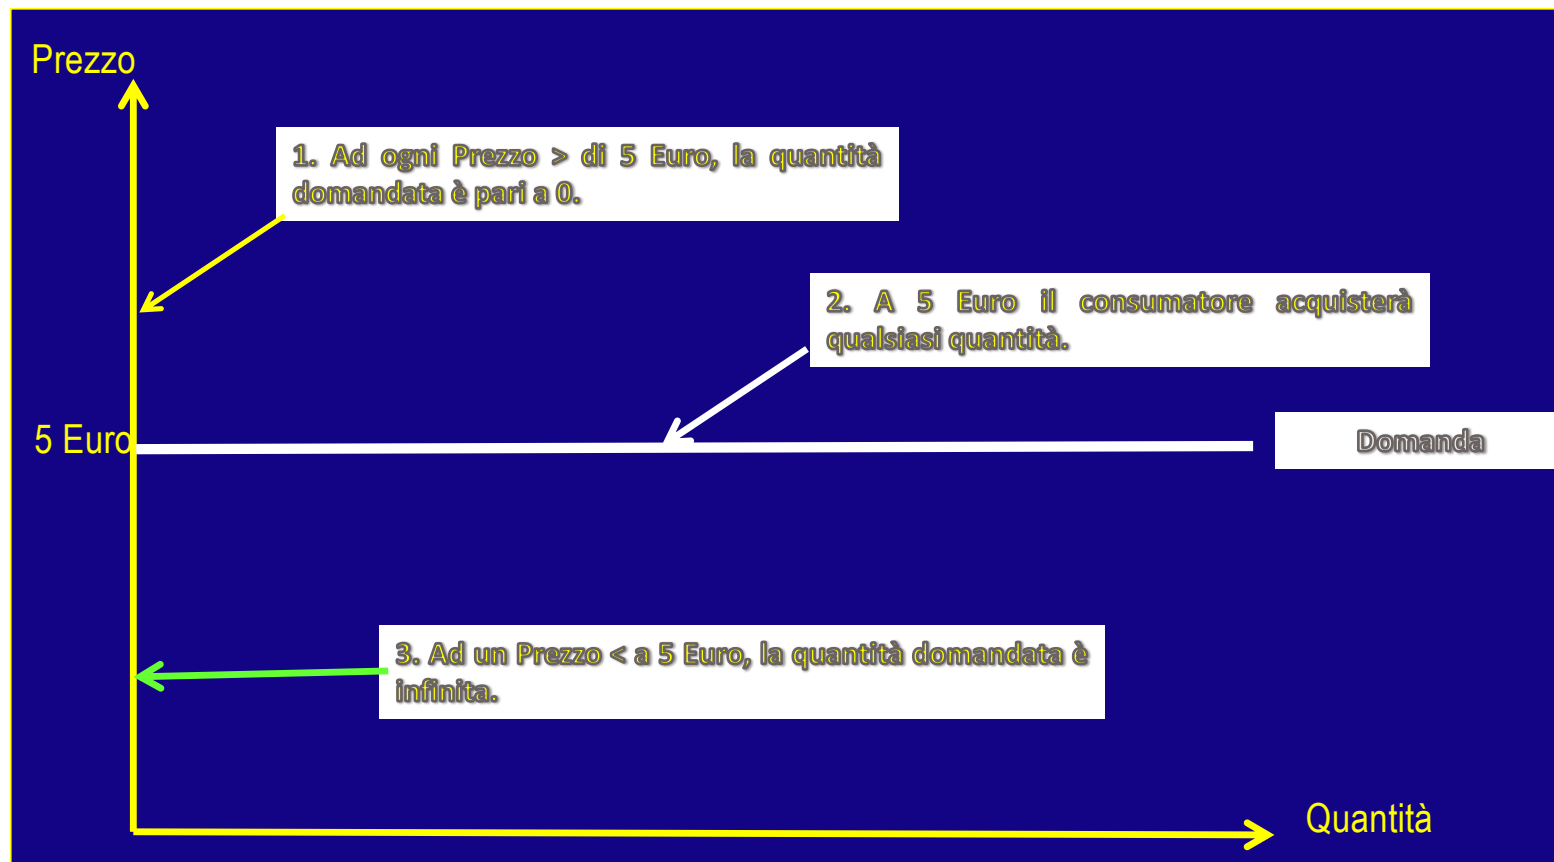 Prezzo
1. Ad ogni Prezzo > di 5 Euro, la quantità
domandata è pari a 0.
2. A 5 Euro il consumatore acquisterà
qualsiasi quantità.
5 Euro
Domanda
3. Ad un Prezzo < a 5 Euro, la quantità domandata è
infinita.
Quantità